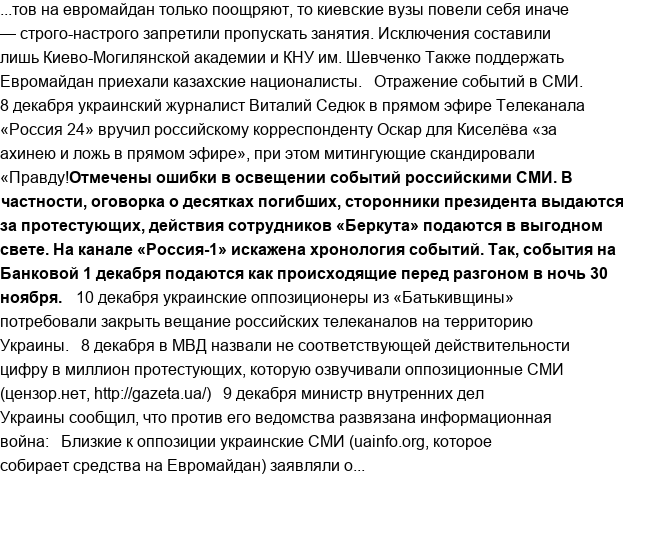 ...тов на евромайдан только поощряют, то киевские вузы повели себя иначе
— строго-настрого запретили пропускать занятия. Исключения составили
лишь Киево-Могилянской академии и КНУ им. Шевченко Также поддержать
Евромайдан приехали казахские националисты.   Отражение событий в СМИ.
8 декабря украинский журналист Виталий Седюк в прямом эфире Телеканала
«Россия 24» вручил российскому корреспонденту Оскар для Киселёва «за
ахинею и ложь в прямом эфире», при этом митингующие скандировали
«Правду!Отмечены ошибки в освещении событий российскими СМИ. В
частности, оговорка о десятках погибших, сторонники президента выдаются
за протестующих, действия сотрудников «Беркута» подаются в выгодном
свете. На канале «Россия-1» искажена хронология событий. Так, события на
Банковой 1 декабря подаются как происходящие перед разгоном в ночь 30
ноября.   10 декабря украинские оппозиционеры из «Батькивщины»
потребовали закрыть вещание российских телеканалов на территорию
Украины.   8 декабря в МВД назвали не соответствующей действительности
цифру в миллион протестующих, которую озвучивали оппозиционные СМИ
(цензор.нет, http://gazeta.ua/)   9 декабря министр внутренних дел
Украины сообщил, что против его ведомства развязана информационная
война:   Близкие к оппозиции украинские СМИ (uainfo.org, которое
собирает средства на Евромайдан) заявляли о...